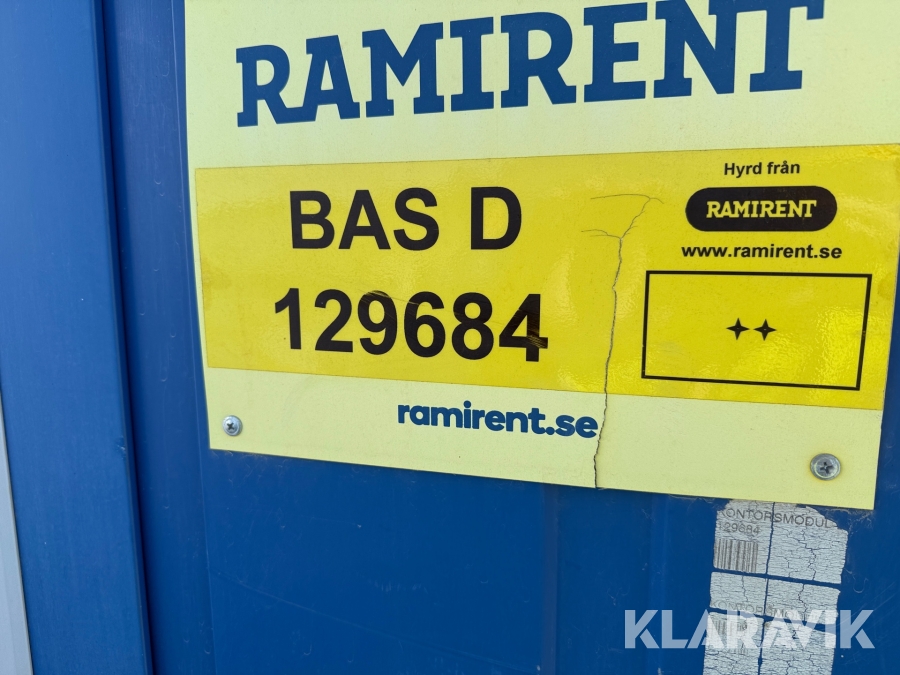 RAMIRENT
BAS D
129684
Hyrd från
RAMIRENT
www.ramirent.se
ramirent.se
KONTORSMODUL
129684
KLARAVIK